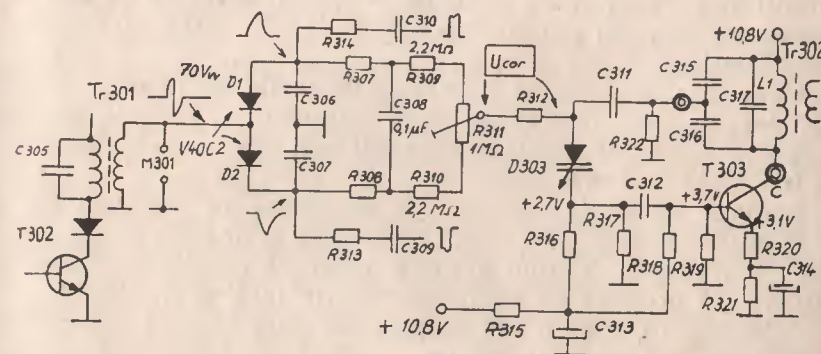 C310
R314
2,2MΩ
+10,8V
Tr302
70Vvv
D1
R307
R309
Ucor
C311
C315
L1
Tr301
C306
C308
R312
C317
0,1µF
R311
1MΩ
R322
C316
C305
M301
V40C2
D2
C307
D303
T303
C
R308
R310
2,2MΩ
+2,7V
C312
+3,7V
+3,1V
T302
R317
R316
R318
R319
R320
C314
R313
C309
R321
+10,8V
R315
C313